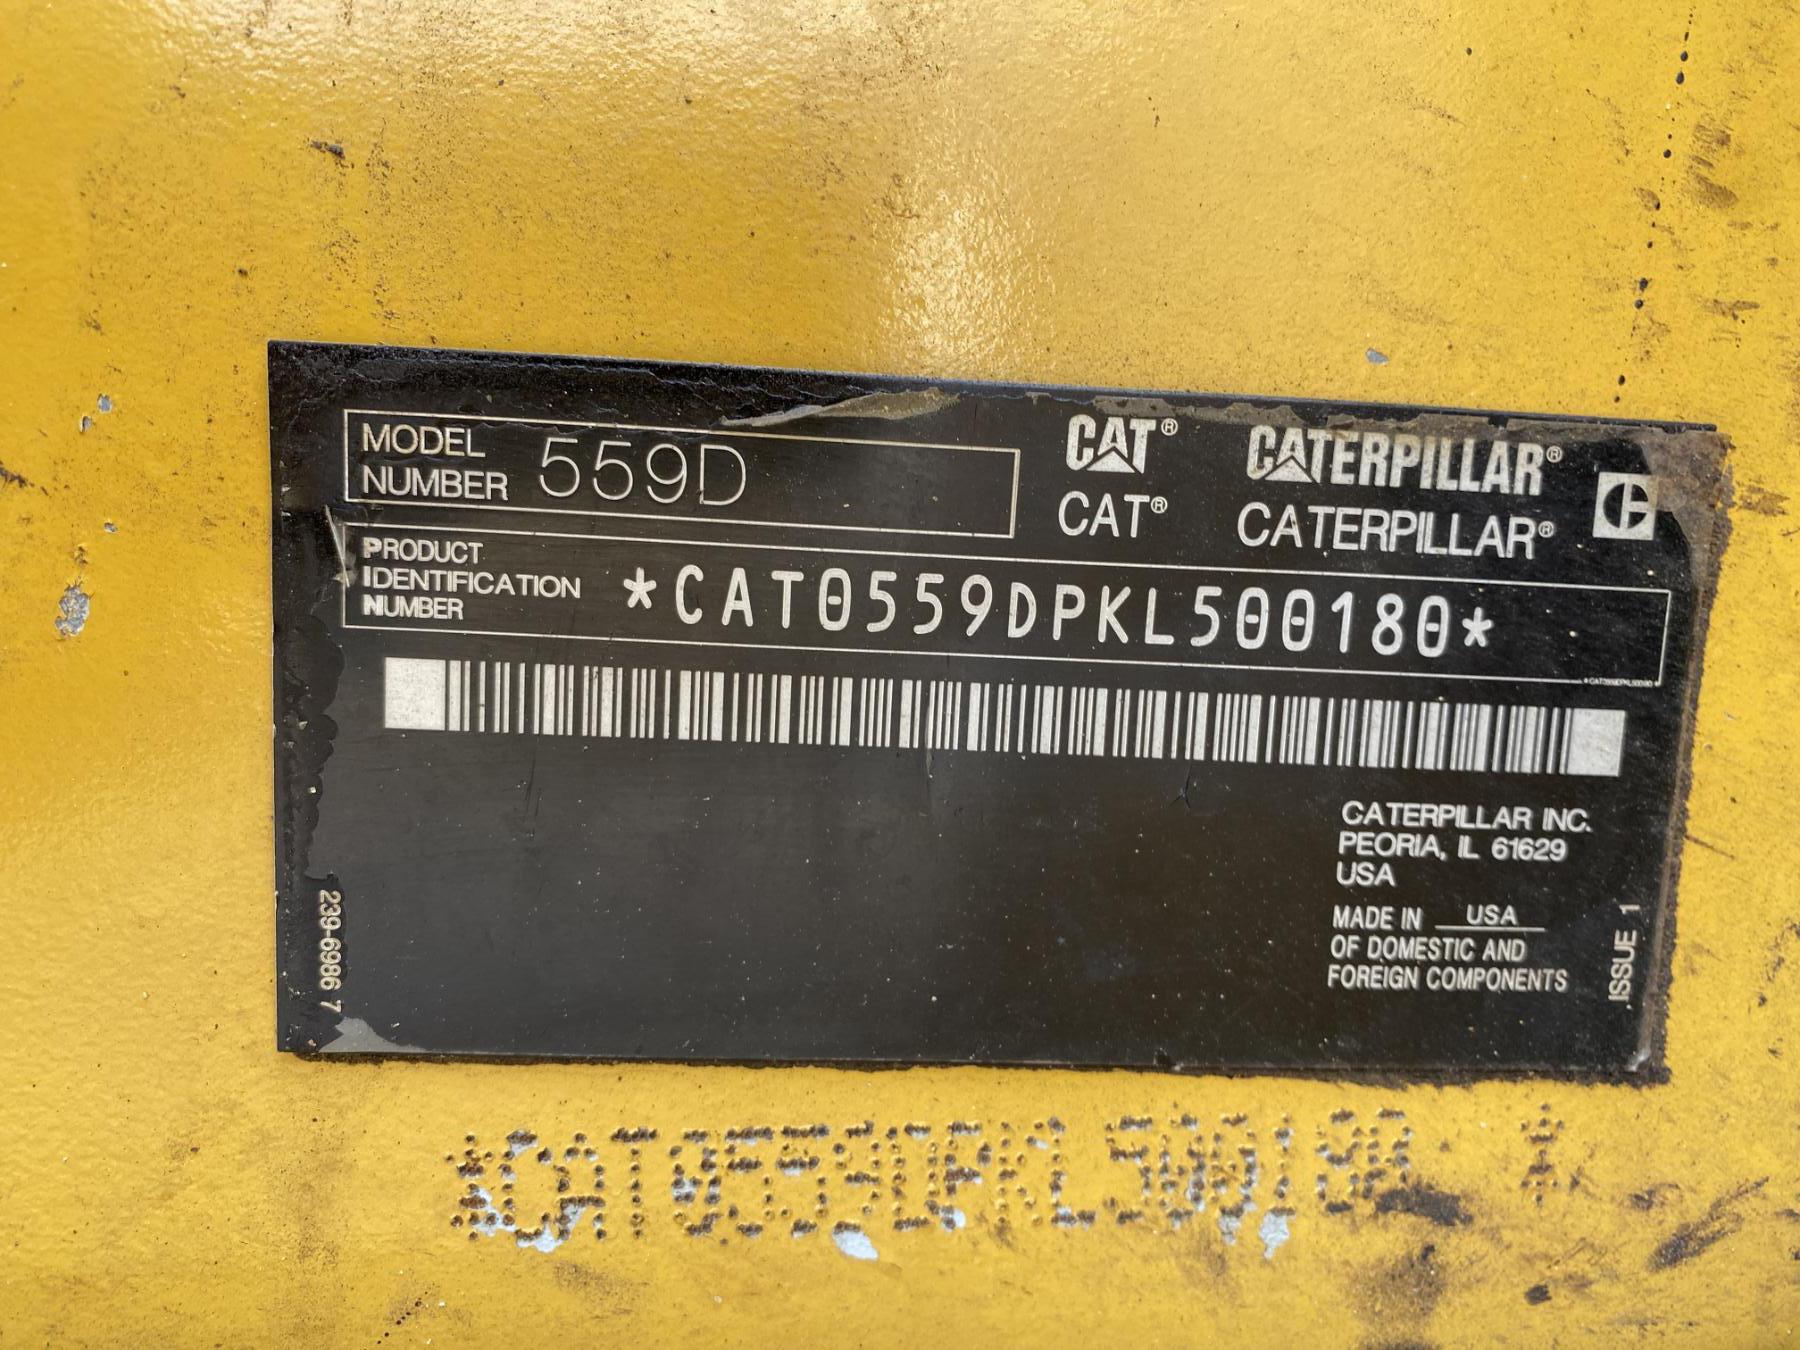 MODEL NUMBER 559D
CAT® CATERPILLAR®
CAT® CATERPILLAR®
PRODUCT
IDENTIFICATION
NUMBER
*CAT0559DPKL500180*
CATERPILLAR INC.
PEORIA, IL 61629
USA
MADE IN USA
OF DOMESTIC AND
FOREIGN COMPONENTS
239-6986 7
ISSUE 1
*CAT0559DPKL500180 *